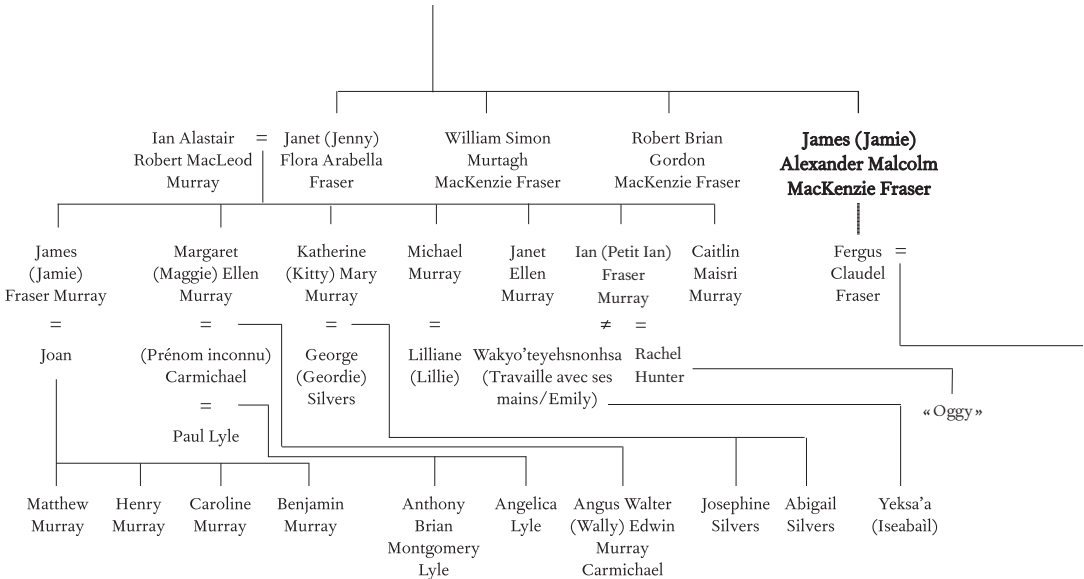 Ian Alastair
Robert MacLeod
Murray
=
Janet (Jenny)
Flora Arabella
Fraser
William Simon
Murtagh
MacKenzie Fraser
Robert Brian
Gordon
MacKenzie Fraser
James (Jamie)
Alexander Malcolm
MacKenzie Fraser
James
(Jamie)
Fraser Murray
Margaret
(Maggie) Ellen
Murray
Katherine
(Kitty) Mary
Murray
Michael
Murray
Janet
Ellen
Murray
Ian (Petit Ian)
Fraser
Murray
Caitlin
Maisri
Murray
Fergus
Claudel
Fraser
=
=
Joan
=
(Prénom inconnu)
Carmichael
=
Paul Lyle
=
George
(Geordie)
Silvers
=
Lilliane
(Lillie)
≠
Wakyo’teyehsnonhsa
(Travaille avec ses
mains/Emily)
=
Rachel
Hunter
«Oggy»
Matthew
Murray
Henry
Murray
Caroline
Murray
Benjamin
Murray
Anthony
Brian
Montgomery
Lyle
Angelica
Lyle
Angus Walter
(Wally) Edwin
Murray
Carmichael
Josephine
Silvers
Abigail
Silvers
Yeksa’a
(Iseabaìl)